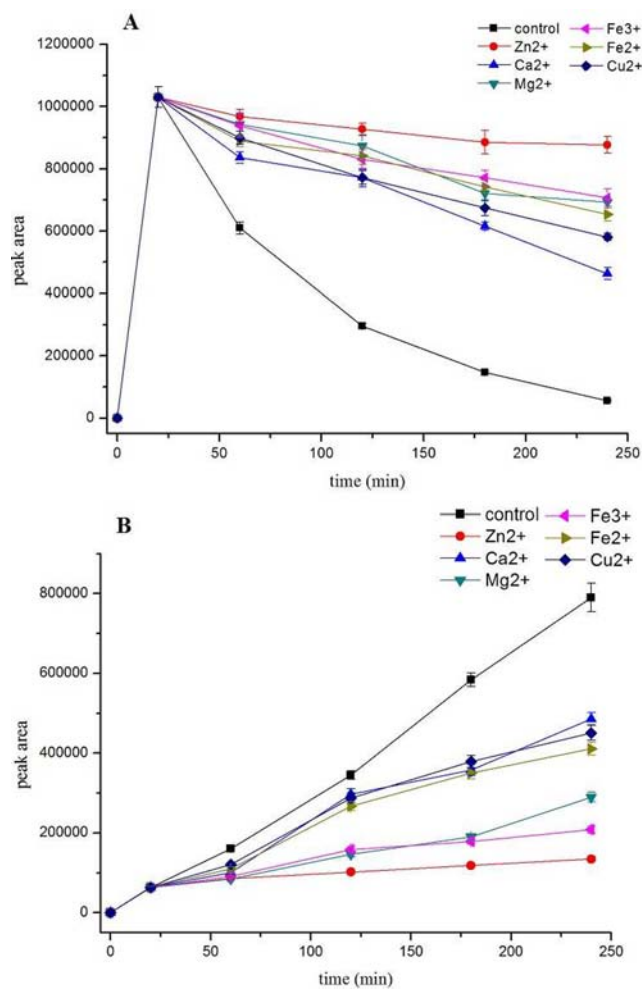 A
control
Zn2+
Ca2+
Mg2+
Fe3+
Fe2+
Cu2+
1200000
1000000
800000
600000
400000
200000
0
peak area
0 50 100 150 200 250
time (min)
B
control
Zn2+
Ca2+
Mg2+
Fe3+
Fe2+
Cu2+
800000
600000
400000
200000
0
peak area
0 50 100 150 200 250
time (min)